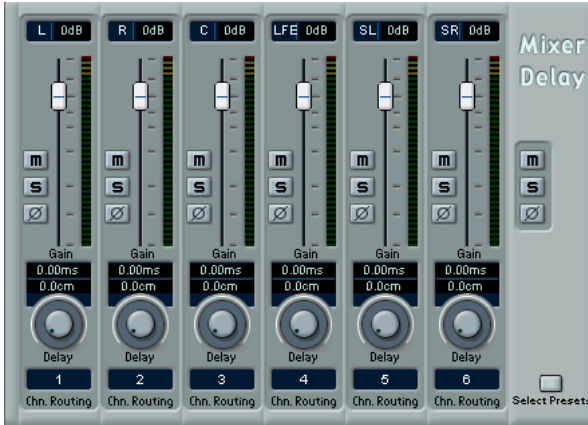 L 0dB R 0dB C 0dB LFE 0dB SL 0dB SR 0dB
Mixer
Delay
m m m m m m m
s s s s s s s
Ø Ø Ø Ø Ø Ø Ø
Gain Gain Gain Gain Gain Gain
0.00ms 0.00ms 0.00ms 0.00ms 0.00ms 0.00ms
0.0cm 0.0cm 0.0cm 0.0cm 0.0cm 0.0cm
Delay Delay Delay Delay Delay Delay
1 2 3 4 5 6
Chn. Routing Chn. Routing Chn. Routing Chn. Routing Chn. Routing Chn. Routing Select Presets